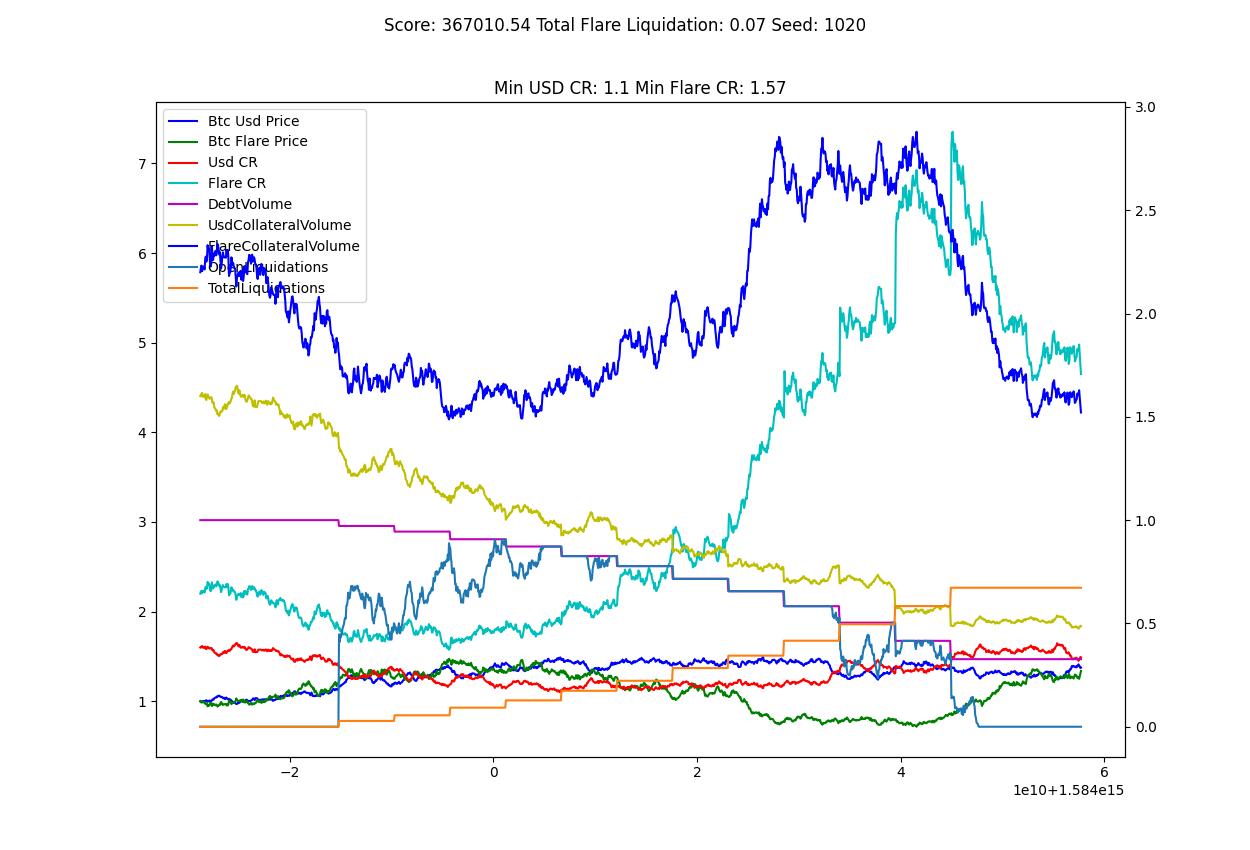 Score: 367010.54 Total Flare Liquidation: 0.07 Seed: 1020
Min USD CR: 1.1 Min Flare CR: 1.57
Btc Usd Price
Btc Flare Price
Usd CR
Flare CR
DebtVolume
UsdCollateralVolume
FlareCollateralVolume
OpenLiquidations
TotalLiquidations
7
6
5
4
3
2
1
3.0
2.5
2.0
1.5
1.0
0.5
0.0
−2 0 2 4 6
1e10+1.584e15